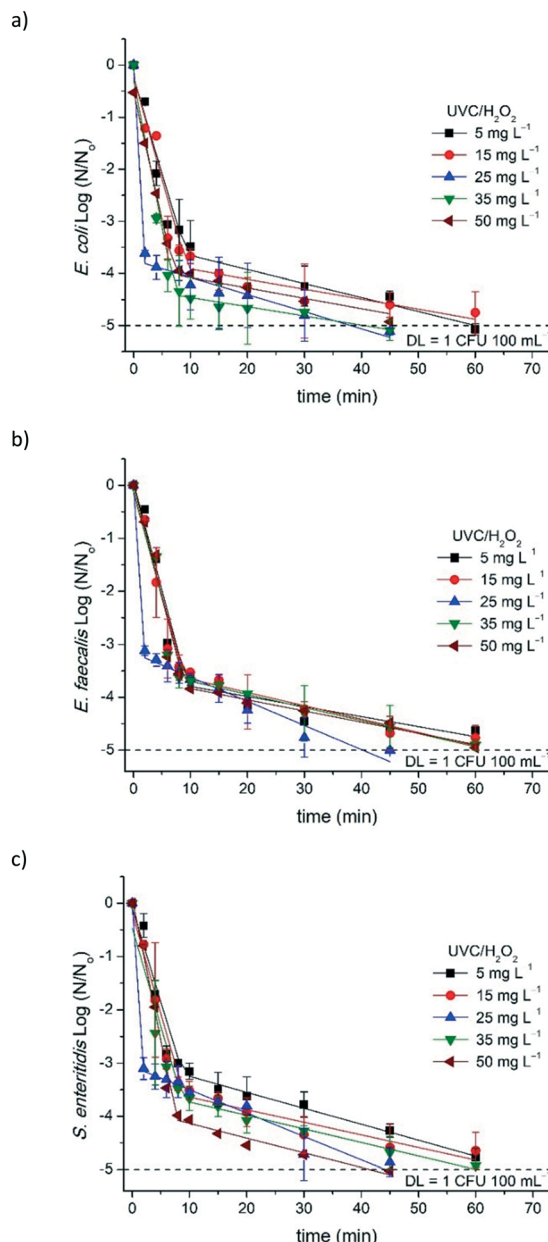 a)
0
-1
-2
-3
-4
-5
E. coli Log (N/N₀)
UVC/H₂O₂
5 mg L⁻¹
15 mg L⁻¹
25 mg L⁻¹
35 mg L⁻¹
50 mg L⁻¹
DL = 1 CFU 100 mL⁻¹
0 10 20 30 40 50 60 70
time (min)
b)
0
-1
-2
-3
-4
-5
E. faecalis Log (N/N₀)
UVC/H₂O₂
5 mg L ¹
15 mg L⁻¹
25 mg L⁻¹
35 mg L⁻¹
50 mg L⁻¹
DL = 1 CFU 100 mL⁻¹
0 10 20 30 40 50 60 70
time (min)
c)
0
-1
-2
-3
-4
-5
S. enteritidis Log (N/N₀)
UVC/H₂O₂
5 mg L ¹
15 mg L⁻¹
25 mg L⁻¹
35 mg L⁻¹
50 mg L⁻¹
DL = 1 CFU 100 mL⁻¹
0 10 20 30 40 50 60 70
time (min)